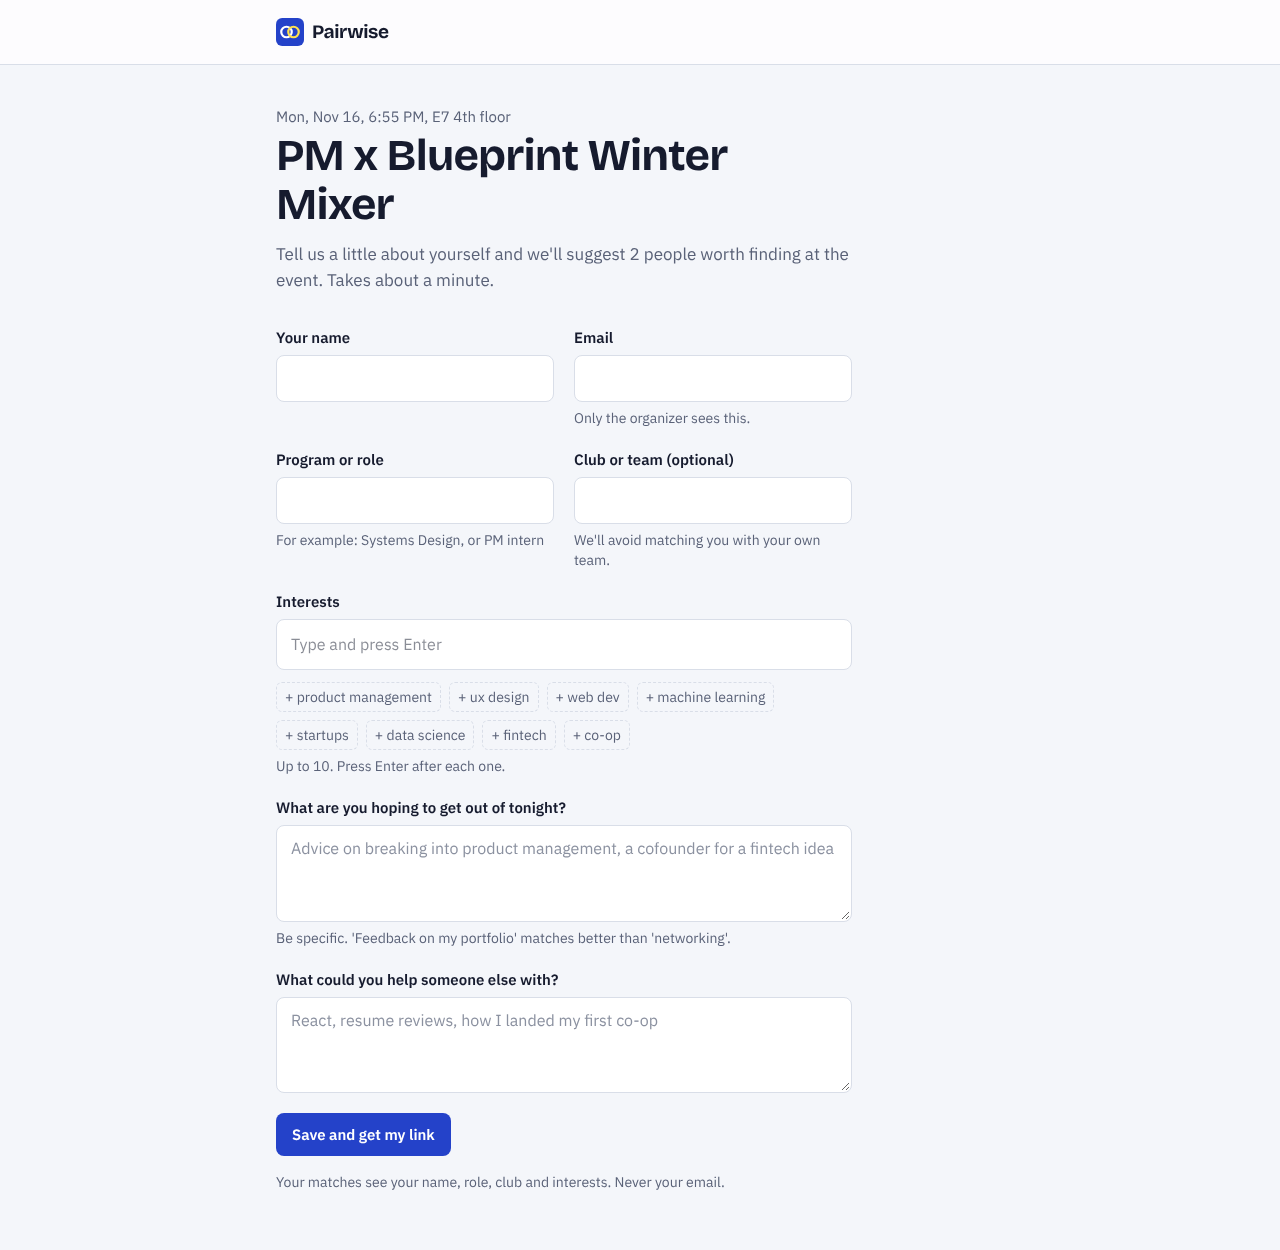 Pairwise
Mon, Nov 16, 6:55 PM, E7 4th floor
PM x Blueprint Winter
Mixer
Tell us a little about yourself and we'll suggest 2 people worth finding at the
event. Takes about a minute.
Your name
Email
Only the organizer sees this.
Program or role
Club or team (optional)
For example: Systems Design, or PM intern
We'll avoid matching you with your own
team.
Interests
Type and press Enter
+ product management + ux design + web dev + machine learning
+ startups + data science + fintech + co-op
Up to 10. Press Enter after each one.
What are you hoping to get out of tonight?
Advice on breaking into product management, a cofounder for a fintech idea
Be specific. 'Feedback on my portfolio' matches better than 'networking'.
What could you help someone else with?
React, resume reviews, how I landed my first co-op
Save and get my link
Your matches see your name, role, club and interests. Never your email.